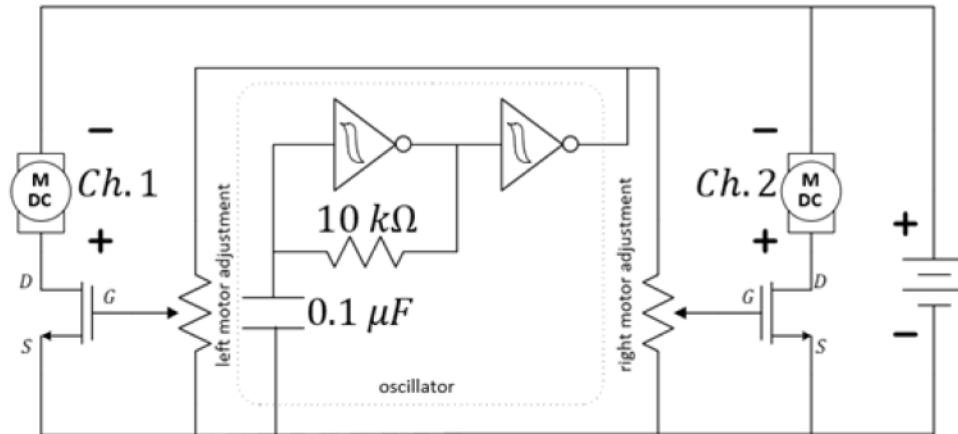 −
−
M
DC
Ch. 1
Ch. 2
M
DC
+
+
+
10 kΩ
left motor adjustment
right motor adjustment
D
G
S
0.1 μF
G
D
S
−
oscillator